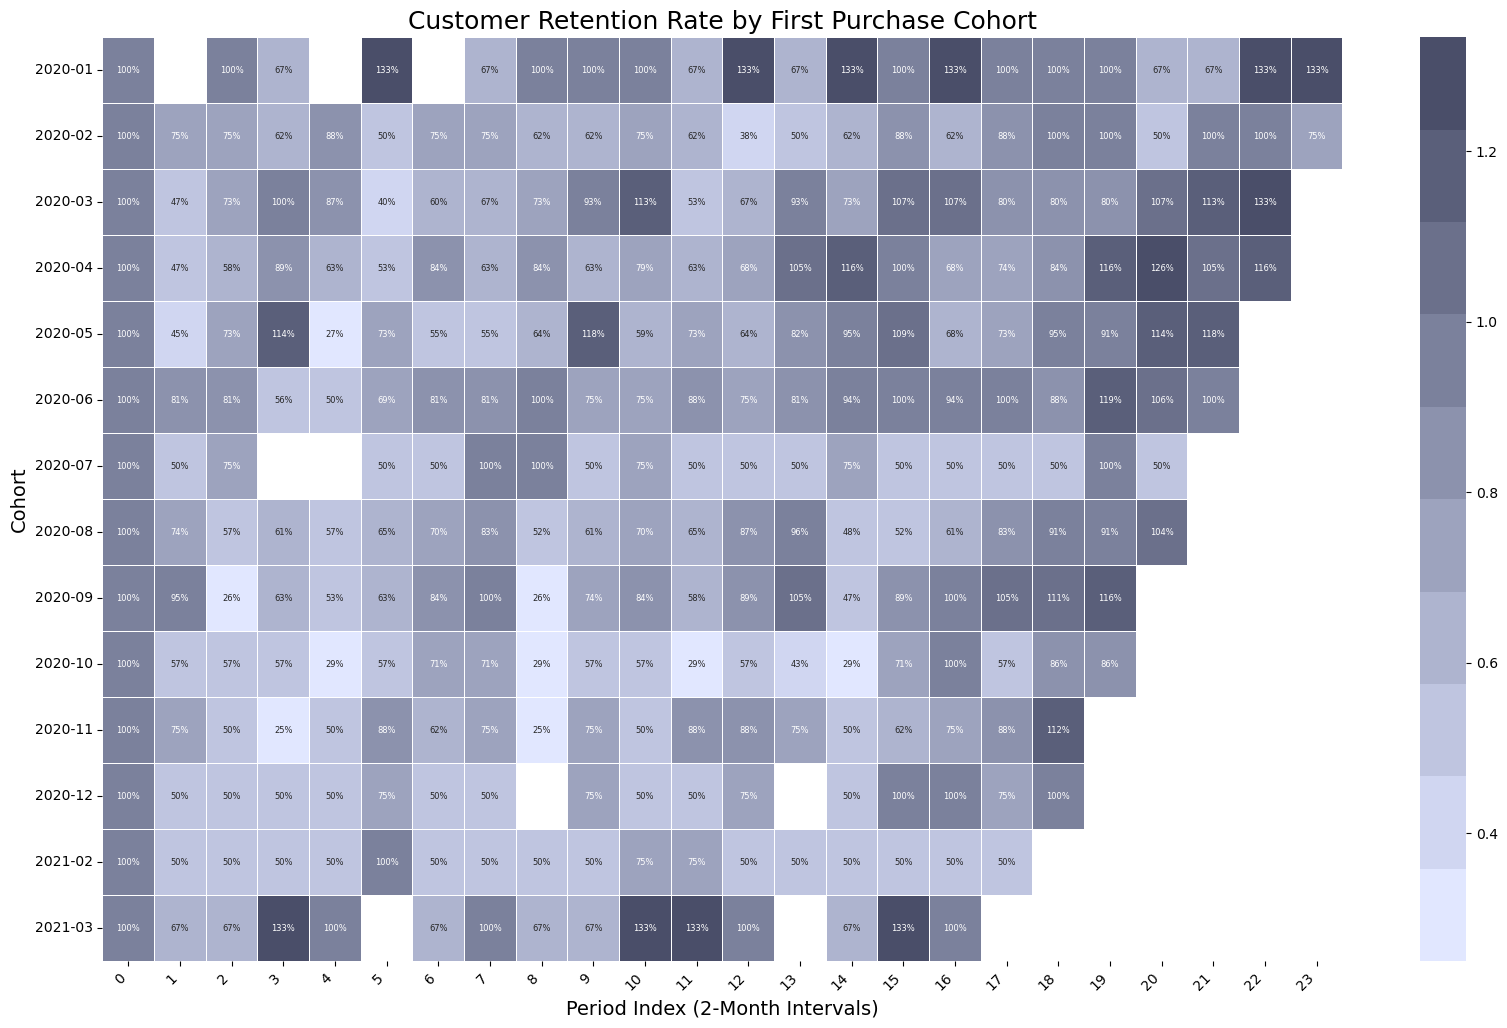 Customer Retention Rate by First Purchase Cohort
2020-01 100% 100% 67% 133% 67% 100% 100% 100% 67% 133% 67% 133% 100% 133% 100% 100% 100% 67% 67% 133% 133%
2020-02 100% 75% 75% 62% 88% 50% 75% 75% 62% 62% 75% 62% 38% 50% 62% 88% 62% 88% 100% 100% 50% 100% 100% 75%
2020-03 100% 47% 73% 100% 87% 40% 60% 67% 73% 93% 113% 53% 67% 93% 73% 107% 107% 80% 80% 80% 107% 113% 133%
2020-04 100% 47% 58% 89% 63% 53% 84% 63% 84% 63% 79% 63% 68% 105% 116% 100% 68% 74% 84% 116% 126% 105% 116%
2020-05 100% 45% 73% 114% 27% 73% 55% 55% 64% 118% 59% 73% 64% 82% 95% 109% 68% 73% 95% 91% 114% 118%
2020-06 100% 81% 81% 56% 50% 69% 81% 81% 100% 75% 75% 88% 75% 81% 94% 100% 94% 100% 88% 119% 106% 100%
2020-07 100% 50% 75% 50% 50% 100% 100% 50% 75% 50% 50% 50% 75% 50% 50% 50% 50% 100% 50%
2020-08 100% 74% 57% 61% 57% 65% 70% 83% 52% 61% 70% 65% 87% 96% 48% 52% 61% 83% 91% 91% 104%
2020-09 100% 95% 26% 63% 53% 63% 84% 100% 26% 74% 84% 58% 89% 105% 47% 89% 100% 105% 111% 116%
2020-10 100% 57% 57% 57% 29% 57% 71% 71% 29% 57% 57% 29% 57% 43% 29% 71% 100% 57% 86% 86%
2020-11 100% 75% 50% 25% 50% 88% 62% 75% 25% 75% 50% 88% 88% 75% 50% 62% 75% 88% 112%
2020-12 100% 50% 50% 50% 50% 75% 50% 50% 75% 50% 50% 75% 50% 100% 100% 75% 100%
2021-02 100% 50% 50% 50% 50% 100% 50% 50% 50% 50% 75% 75% 50% 50% 50% 50% 50% 50%
2021-03 100% 67% 67% 133% 100% 67% 100% 67% 67% 133% 133% 100% 67% 133% 100%
0 1 2 3 4 5 6 7 8 9 10 11 12 13 14 15 16 17 18 19 20 21 22 23
Period Index (2-Month Intervals)
Cohort
1.2
1.0
0.8
0.6
0.4